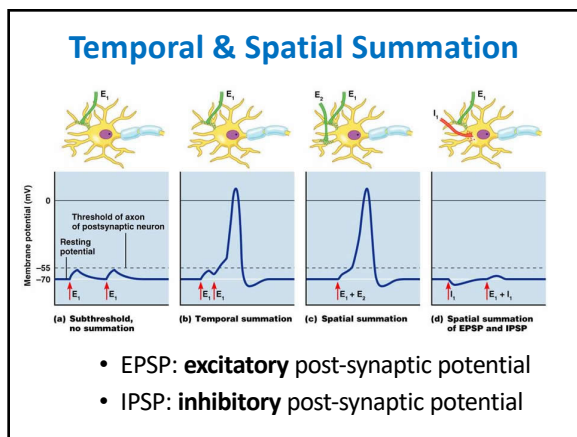 Temporal & Spatial Summation
E1
E2
E1
I1
E1
E1
Membrane potential (mV)
0
–55
–70
Threshold of axon
of postsynaptic neuron
Resting
potential
E1
E1
E1
E1
E1 + E2
I1
E1 + I1
(a) Subthreshold,
no summation
(b) Temporal summation
(c) Spatial summation
(d) Spatial summation
of EPSP and IPSP
• EPSP: excitatory post-synaptic potential
• IPSP: inhibitory post-synaptic potential